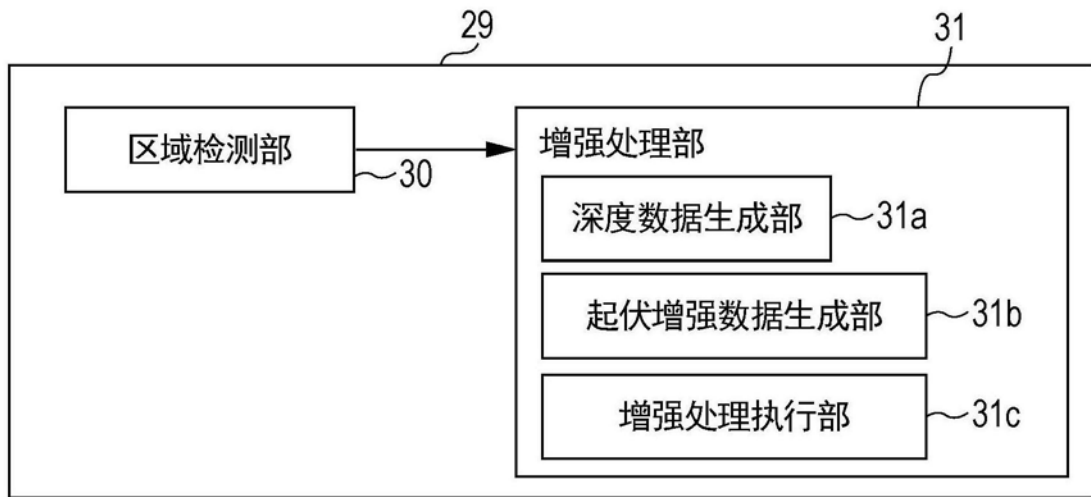 29
31
区域检测部
30
增强处理部
深度数据生成部
31a
起伏增强数据生成部
31b
增强处理执行部
31c